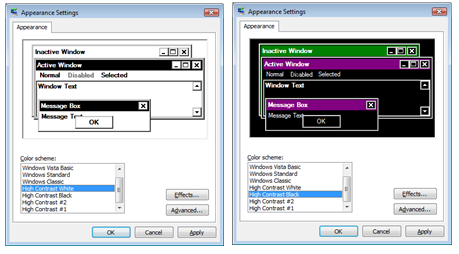 Appearance Settings
Appearance
Inactive Window
Active Window
Normal Disabled Selected
Window Text
Message Box
Message Text
OK
Color scheme:
Windows Vista Basic
Windows Standard
Windows Classic
High Contrast White
High Contrast Black
High Contrast #2
High Contrast #1
Effects...
Advanced...
OK Cancel Apply
Appearance Settings
Appearance
Inactive Window
Active Window
Normal Disabled Selected
Window Text
Message Box
Message Text
OK
Color scheme:
Windows Vista Basic
Windows Standard
Windows Classic
High Contrast White
High Contrast Black
High Contrast #2
High Contrast #1
Effects...
Advanced...
OK Cancel Apply